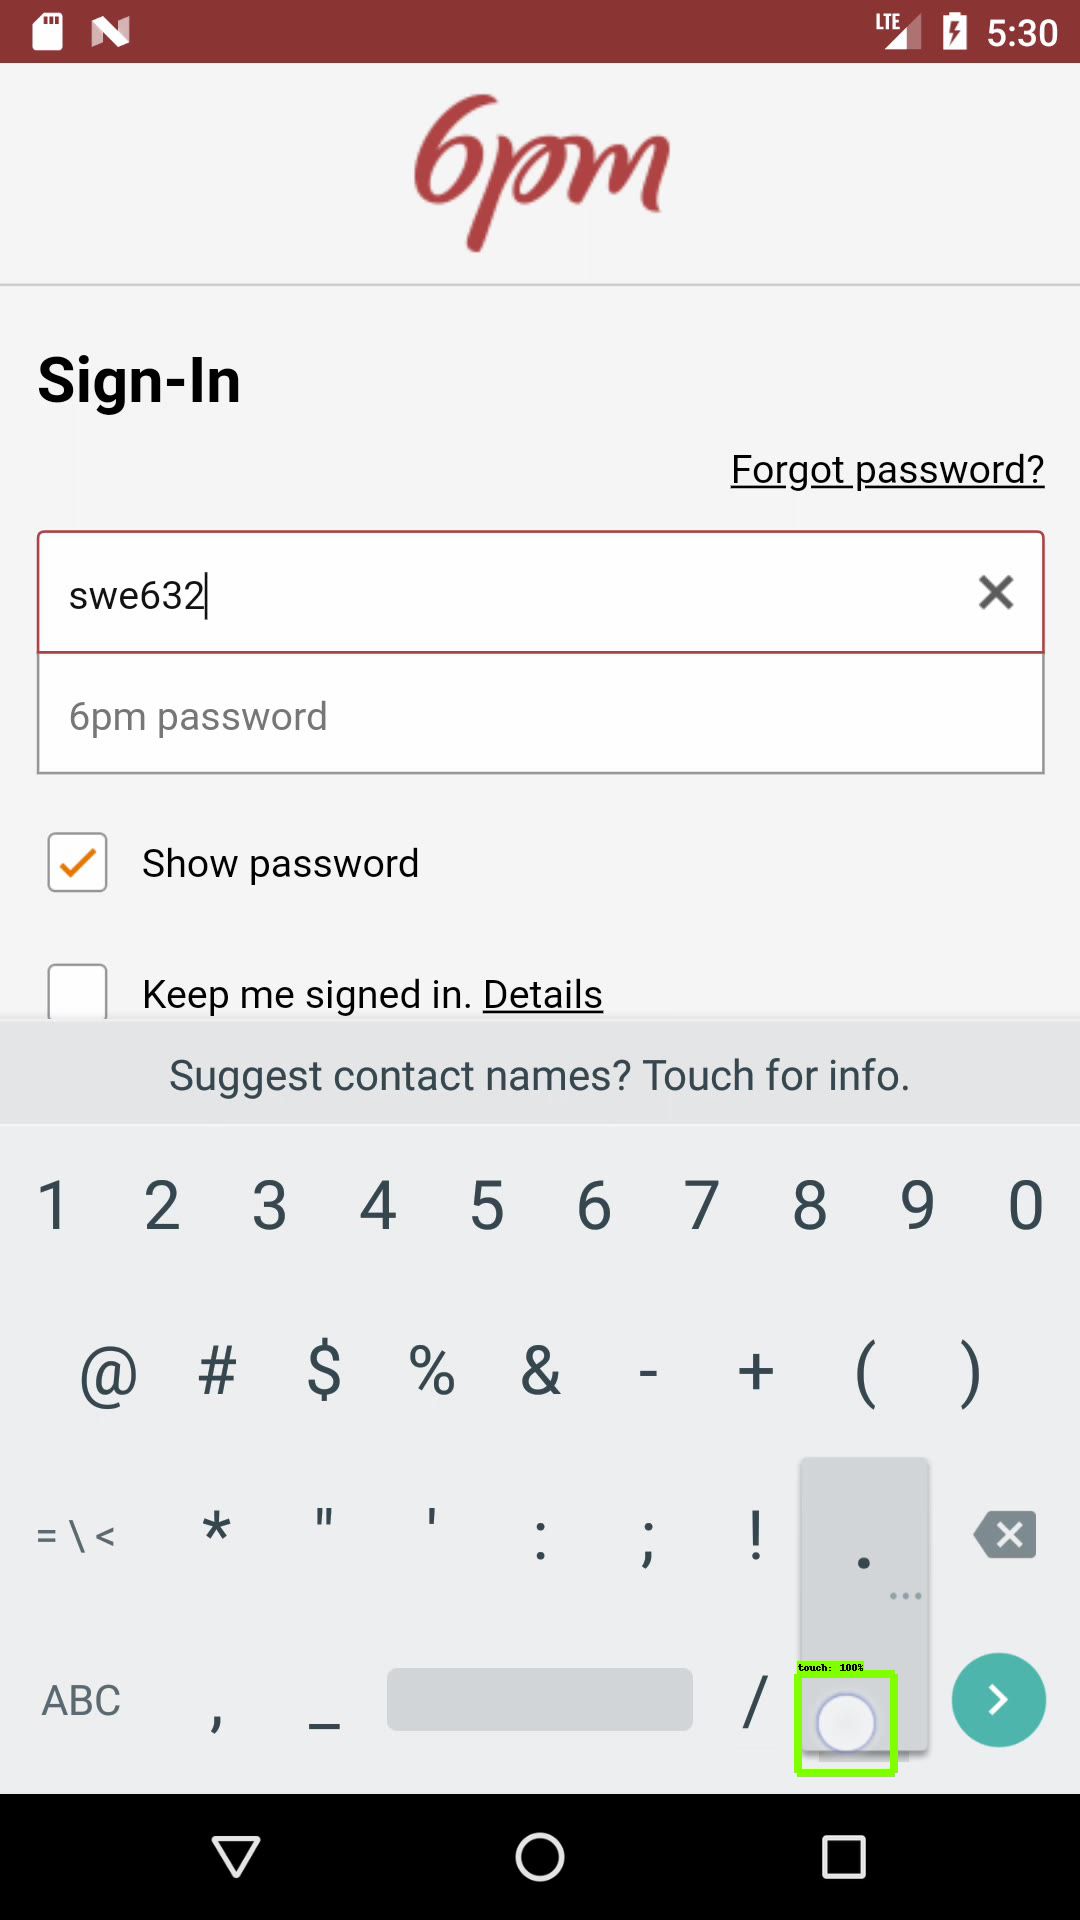 LTE 5:30
6pm
Sign-In
Forgot password?
swe632
6pm password
Show password
Keep me signed in. Details
Suggest contact names? Touch for info.
1 2 3 4 5 6 7 8 9 0
@ # $ % & - + ( )
= \ < * " ' : ; ! .
...
touch: 100%
ABC , _ /